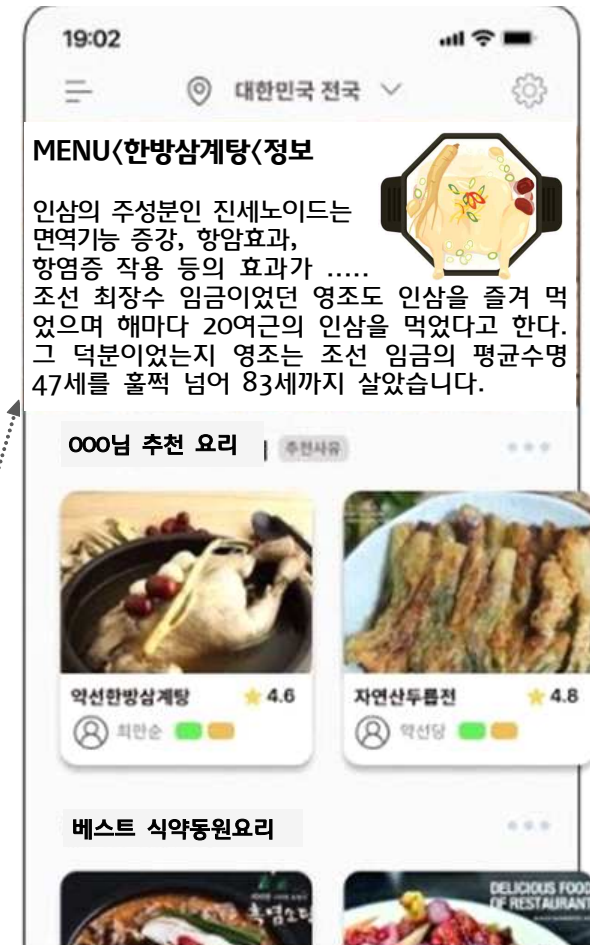 19:02
대한민국 전국
MENU<한방삼계탕<정보
인삼의 주성분인 진세노이드는
면역기능 증강, 항암효과,
항염증 작용 등의 효과가 .....
조선 최장수 임금이었던 영조도 인삼을 즐겨 먹
었으며 해마다 20여근의 인삼을 먹었다고 한다.
그 덕분이었는지 영조는 조선 임금의 평균수명
47세를 훌쩍 넘어 83세까지 살았습니다.
OOO님 추천 요리
추천사유
약선한방삼계탕 4.6
최만순
자연산두릅전 4.8
약선당
베스트 식약동원요리
흑염소
DELICIOUS FOOD
OF RESTAURANT